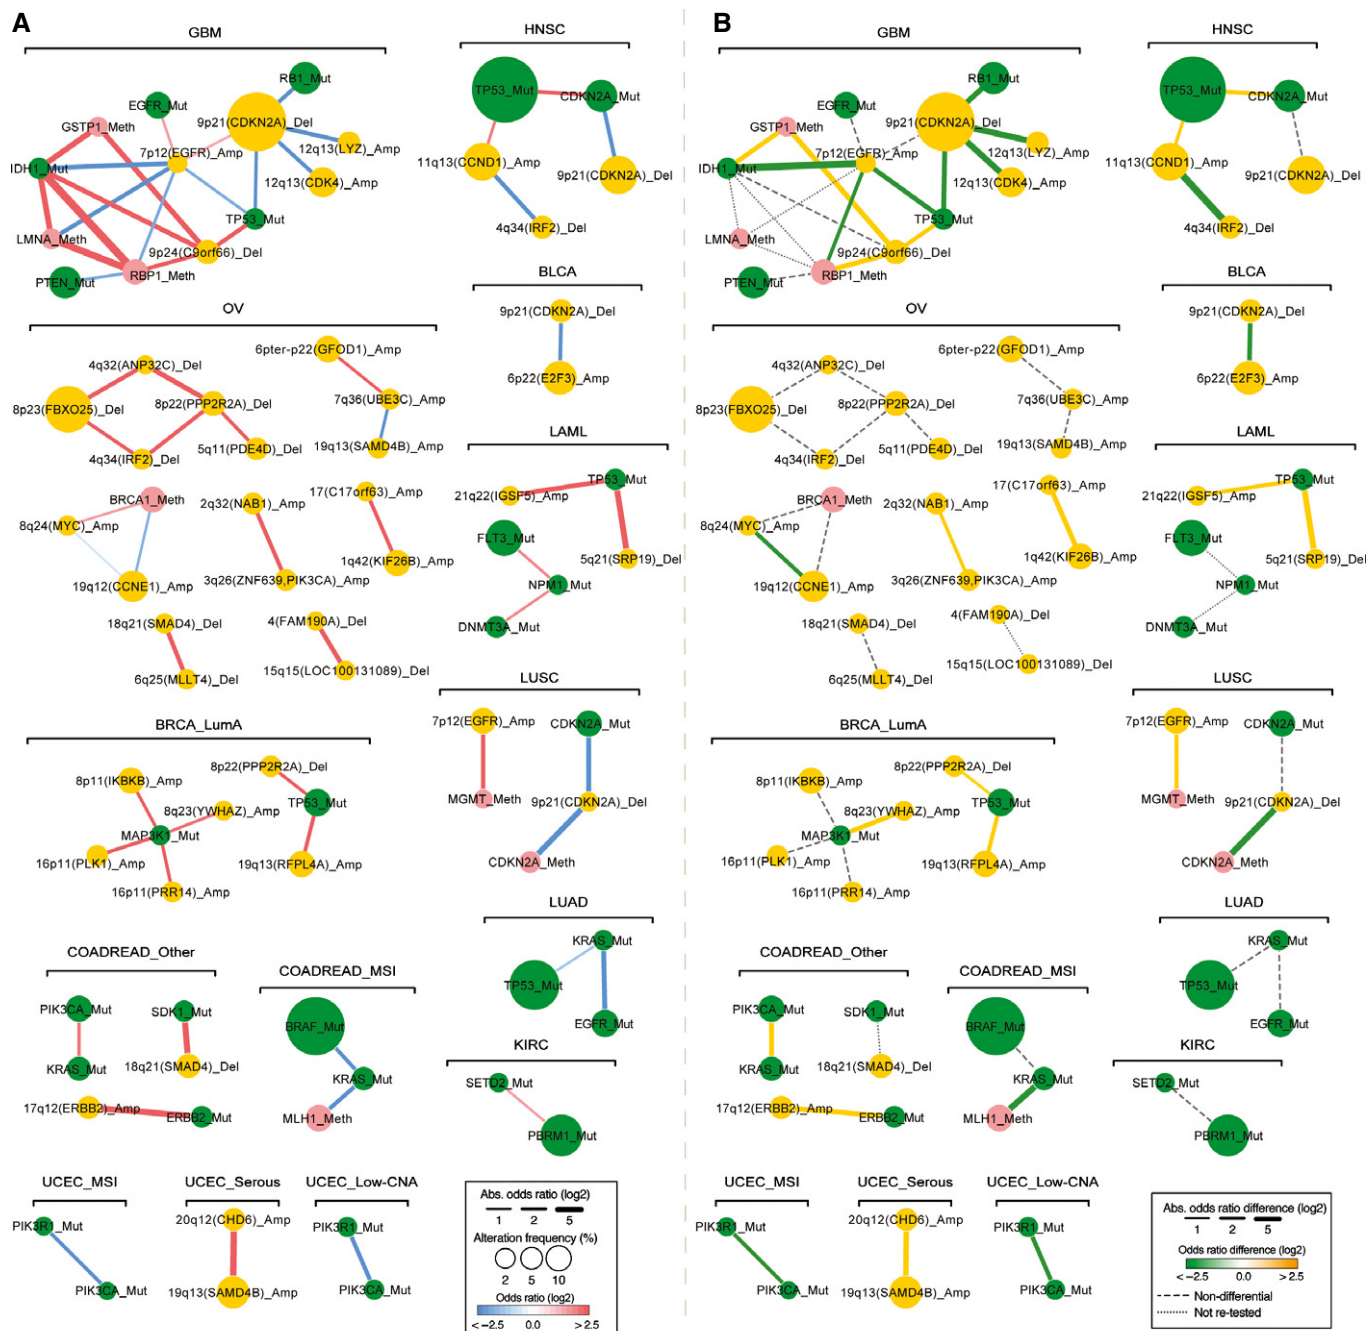 A
GBM
RB1_Mut
EGFR_Mut
GSTP1_Meth
9p21(CDKN2A)_Del
7p12(EGFR)_Amp
12q13(LYZ)_Amp
IDH1_Mut
12q13(CDK4)_Amp
TP53_Mut
LMNA_Meth
9p24(C9orf66)_Del
PTEN_Mut
RBP1_Meth
HNSC
TP53_Mut
CDKN2A_Mut
11q13(CCND1)_Amp
9p21(CDKN2A)_Del
4q34(IRF2)_Del
BLCA
9p21(CDKN2A)_Del
6p22(E2F3)_Amp
OV
6pter-p22(GFOD1)_Amp
4q32(ANP32C)_Del
8p23(FBXO25)_Del
8p22(PPP2R2A)_Del
7q36(UBE3C)_Amp
4q34(IRF2)_Del
5q11(PDE4D)_Del
19q13(SAMD4B)_Amp
BRCA1_Meth
2q32(NAB1)_Amp
17(C17orf63)_Amp
8q24(MYC)_Amp
1q42(KIF26B)_Amp
19q12(CCNE1)_Amp
3q26(ZNF639,PIK3CA)_Amp
18q21(SMAD4)_Del
4(FAM190A)_Del
6q25(MLLT4)_Del
15q15(LOC100131089)_Del
LAML
TP53_Mut
21q22(IGSF5)_Amp
FLT3_Mut
5q21(SRP19)_Del
NPM1_Mut
DNMT3A_Mut
LUSC
7p12(EGFR)_Amp
CDKN2A_Mut
MGMT_Meth
9p21(CDKN2A)_Del
CDKN2A_Meth
BRCA_LumA
8p22(PPP2R2A)_Del
8p11(IKBKB)_Amp
TP53_Mut
8q23(YWHAZ)_Amp
MAP3K1_Mut
16p11(PLK1)_Amp
19q13(RFPL4A)_Amp
16p11(PRR14)_Amp
LUAD
KRAS_Mut
TP53_Mut
EGFR_Mut
COADREAD_Other
PIK3CA_Mut
SDK1_Mut
KRAS_Mut
18q21(SMAD4)_Del
17q12(ERBB2)_Amp
ERBB2_Mut
COADREAD_MSI
BRAF_Mut
KRAS_Mut
MLH1_Meth
KIRC
SETD2_Mut
PBRM1_Mut
UCEC_MSI
PIK3R1_Mut
PIK3CA_Mut
UCEC_Serous
20q12(CHD6)_Amp
19q13(SAMD4B)_Amp
UCEC_Low-CNA
PIK3R1_Mut
PIK3CA_Mut
Abs. odds ratio (log2)
1 2 5
Alteration frequency (%)
2 5 10
Odds ratio (log2)
< -2.5 0.0 > 2.5
B
GBM
RB1_Mut
EGFR_Mut
GSTP1_Meth
9p21(CDKN2A)_Del
7p12(EGFR)_Amp
12q13(LYZ)_Amp
IDH1_Mut
12q13(CDK4)_Amp
TP53_Mut
LMNA_Meth
9p24(C9orf66)_Del
PTEN_Mut
RBP1_Meth
HNSC
TP53_Mut
CDKN2A_Mut
11q13(CCND1)_Amp
9p21(CDKN2A)_Del
4q34(IRF2)_Del
BLCA
9p21(CDKN2A)_Del
6p22(E2F3)_Amp
OV
6pter-p22(GFOD1)_Amp
4q32(ANP32C)_Del
8p23(FBXO25)_Del
8p22(PPP2R2A)_Del
7q36(UBE3C)_Amp
4q34(IRF2)_Del
5q11(PDE4D)_Del
19q13(SAMD4B)_Amp
BRCA1_Meth
2q32(NAB1)_Amp
17(C17orf63)_Amp
8q24(MYC)_Amp
1q42(KIF26B)_Amp
19q12(CCNE1)_Amp
3q26(ZNF639,PIK3CA)_Amp
18q21(SMAD4)_Del
4(FAM190A)_Del
6q25(MLLT4)_Del
15q15(LOC100131089)_Del
LAML
TP53_Mut
21q22(IGSF5)_Amp
FLT3_Mut
5q21(SRP19)_Del
NPM1_Mut
DNMT3A_Mut
LUSC
7p12(EGFR)_Amp
CDKN2A_Mut
MGMT_Meth
9p21(CDKN2A)_Del
CDKN2A_Meth
BRCA_LumA
8p22(PPP2R2A)_Del
8p11(IKBKB)_Amp
TP53_Mut
8q23(YWHAZ)_Amp
MAP3K1_Mut
16p11(PLK1)_Amp
19q13(RFPL4A)_Amp
16p11(PRR14)_Amp
LUAD
KRAS_Mut
TP53_Mut
EGFR_Mut
COADREAD_Other
PIK3CA_Mut
SDK1_Mut
KRAS_Mut
18q21(SMAD4)_Del
17q12(ERBB2)_Amp
ERBB2_Mut
COADREAD_MSI
BRAF_Mut
KRAS_Mut
MLH1_Meth
KIRC
SETD2_Mut
PBRM1_Mut
UCEC_MSI
PIK3R1_Mut
PIK3CA_Mut
UCEC_Serous
20q12(CHD6)_Amp
19q13(SAMD4B)_Amp
UCEC_Low-CNA
PIK3R1_Mut
PIK3CA_Mut
Abs. odds ratio difference (log2)
1 2 5
Odds ratio difference (log2)
< -2.5 0.0 > 2.5
Non-differential
Not re-tested